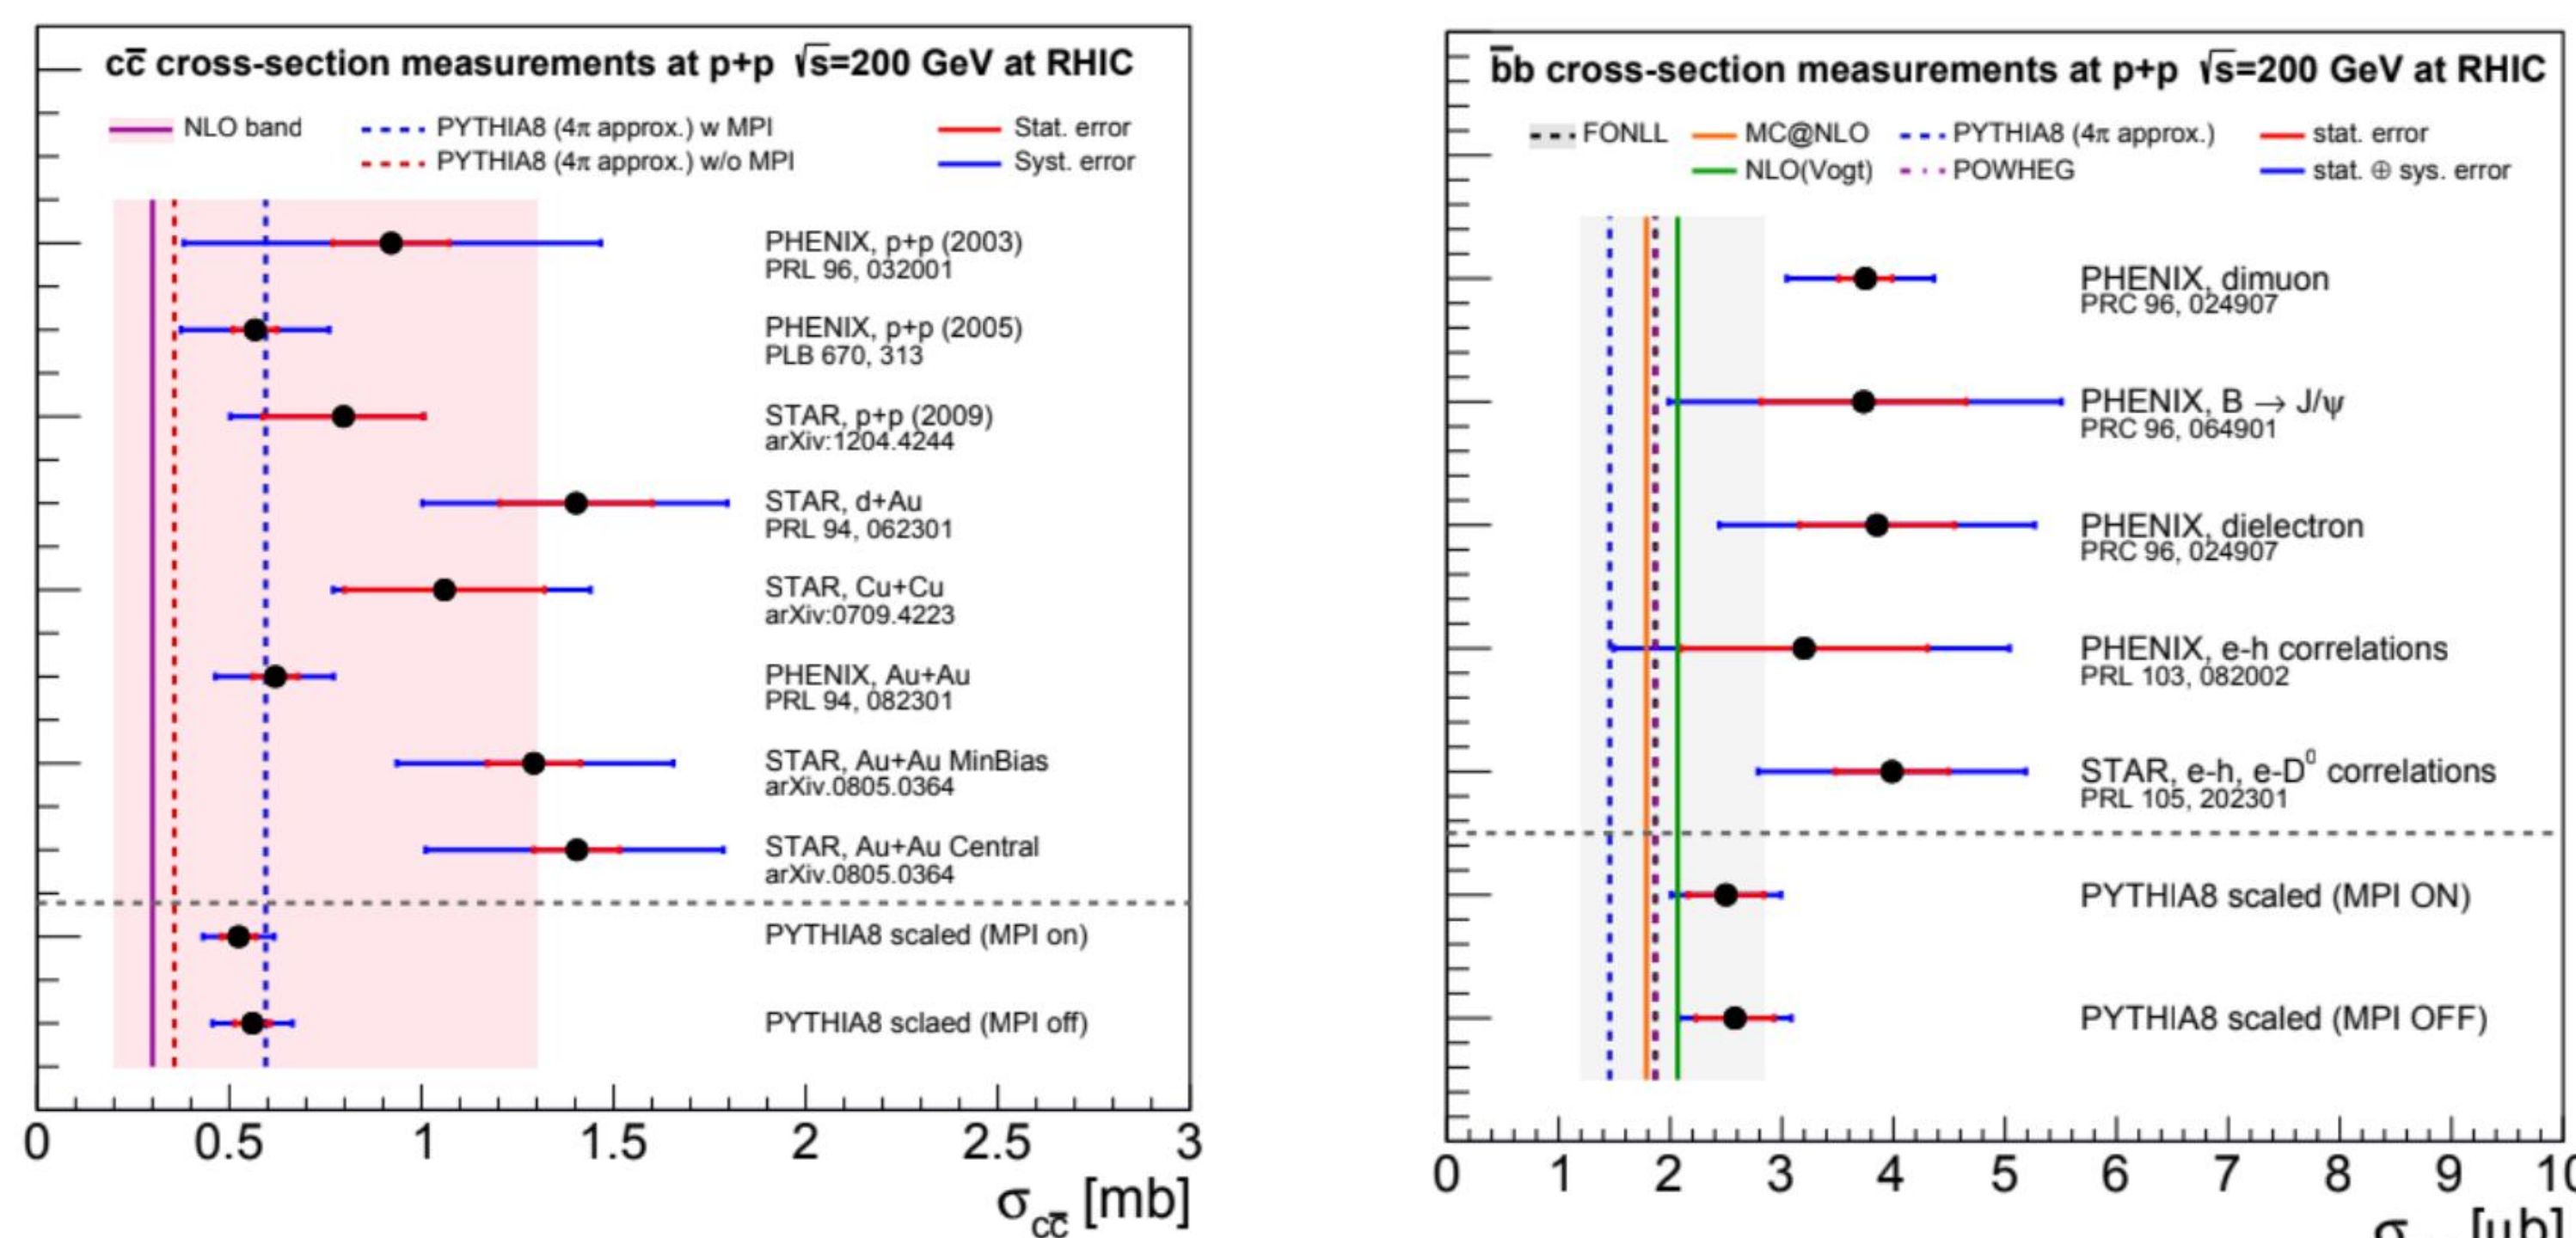 cc̅ cross-section measurements at p+p √s=200 GeV at RHIC
NLO band
PYTHIA8 (4π approx.) w MPI
Stat. error
PYTHIA8 (4π approx.) w/o MPI
Syst. error
PHENIX, p+p (2003)
PRL 96, 032001
PHENIX, p+p (2005)
PLB 670, 313
STAR, p+p (2009)
arXiv:1204.4244
STAR, d+Au
PRL 94, 062301
STAR, Cu+Cu
arXiv:0709.4223
PHENIX, Au+Au
PRL 94, 082301
STAR, Au+Au MinBias
arXiv.0805.0364
STAR, Au+Au Central
arXiv.0805.0364
PYTHIA8 scaled (MPI on)
PYTHIA8 sclaed (MPI off)
0 0.5 1 1.5 2 2.5 3
σcc̅ [mb]
b̅b cross-section measurements at p+p √s=200 GeV at RHIC
FONLL
MC@NLO
PYTHIA8 (4π approx.)
stat. error
NLO(Vogt)
POWHEG
stat. ⊕ sys. error
PHENIX, dimuon
PRC 96, 024907
PHENIX, B → J/ψ
PRC 96, 064901
PHENIX, dielectron
PRC 96, 024907
PHENIX, e-h correlations
PRL 103, 082002
STAR, e-h, e-D⁰ correlations
PRL 105, 202301
PYTHIA8 scaled (MPI ON)
PYTHIA8 scaled (MPI OFF)
0 1 2 3 4 5 6 7 8 9 10
σ [μb]